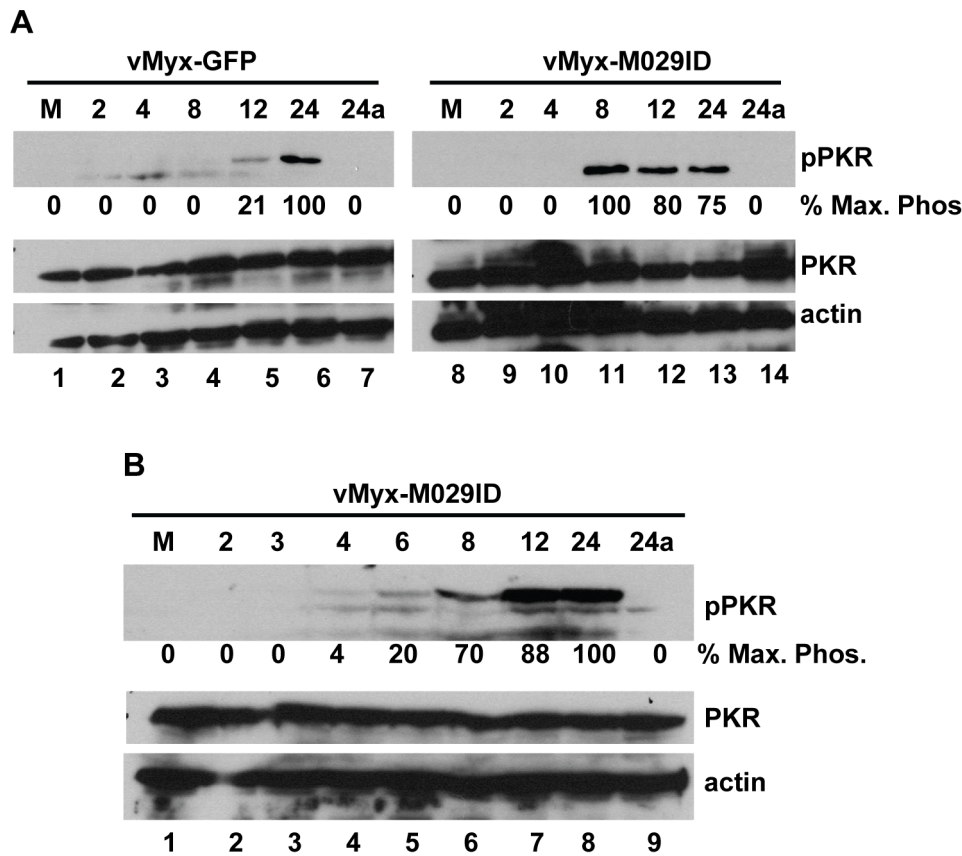 A
vMyx-GFP
vMyx-M029ID
M 2 4 8 12 24 24a
M 2 4 8 12 24 24a
pPKR
0 0 0 0 21 100 0
0 0 0 100 80 75 0
% Max. Phos
PKR
actin
1 2 3 4 5 6 7
8 9 10 11 12 13 14
B
vMyx-M029ID
M 2 3 4 6 8 12 24 24a
pPKR
0 0 0 4 20 70 88 100 0 % Max. Phos.
PKR
actin
1 2 3 4 5 6 7 8 9